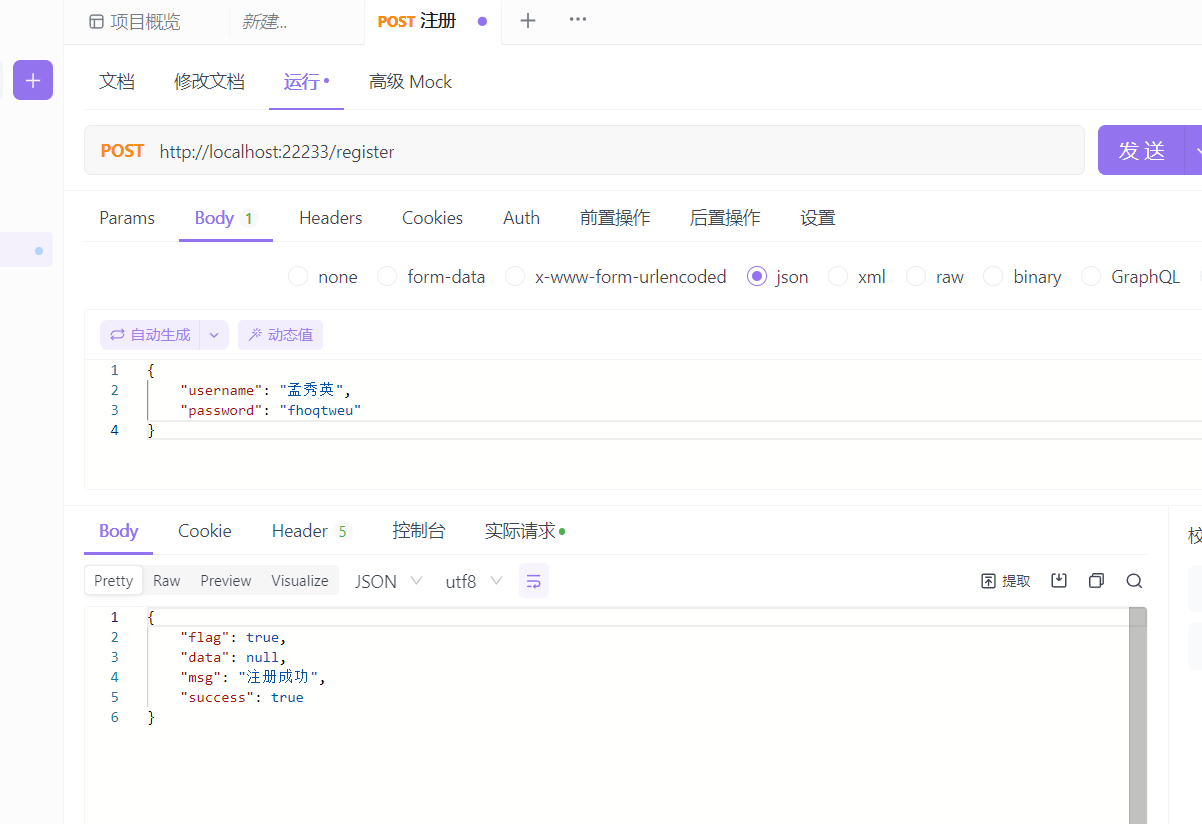 项目概览 新建... POST 注册
文档 修改文档 运行 高级 Mock
POST http://localhost:22233/register 发 送
Params Body 1 Headers Cookies Auth 前置操作 后置操作 设置
none form-data x-www-form-urlencoded json xml raw binary GraphQL
自动生成 动态值
1 {
2 "username": "孟秀英",
3 "password": "fhoqtweu"
4 }
Body Cookie Header 5 控制台 实际请求
校
Pretty Raw Preview Visualize JSON utf8 提取
1 {
2 "flag": true,
3 "data": null,
4 "msg": "注册成功",
5 "success": true
6 }